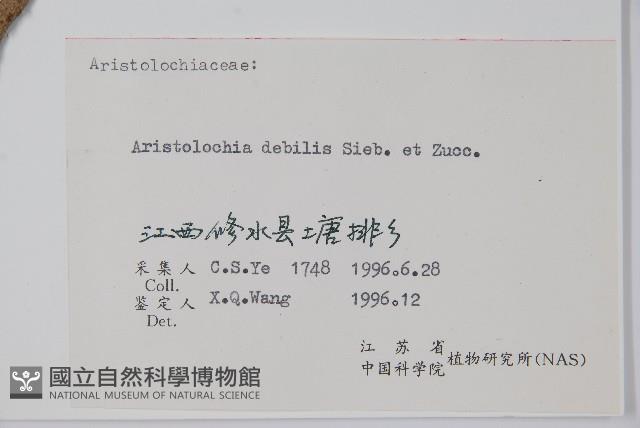 Aristolochiaceae:
Aristolochia debilis Sieb. et Zucc.
江西修水县塘排乡
采集人 C.S.Ye 1748 1996.6.28
Coll.
鉴定人 X.Q.Wang 1996.12
Det.
江苏省
中国科学院 植物研究所(NAS)
國立自然科學博物館
NATIONAL MUSEUM OF NATURAL SCIENCE